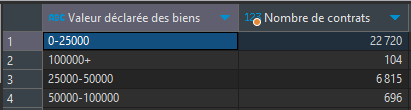 ABC Valeur déclarée des biens 123 Nombre de contrats
1 0-25000 22 720
2 100000+ 104
3 25000-50000 6 815
4 50000-100000 696